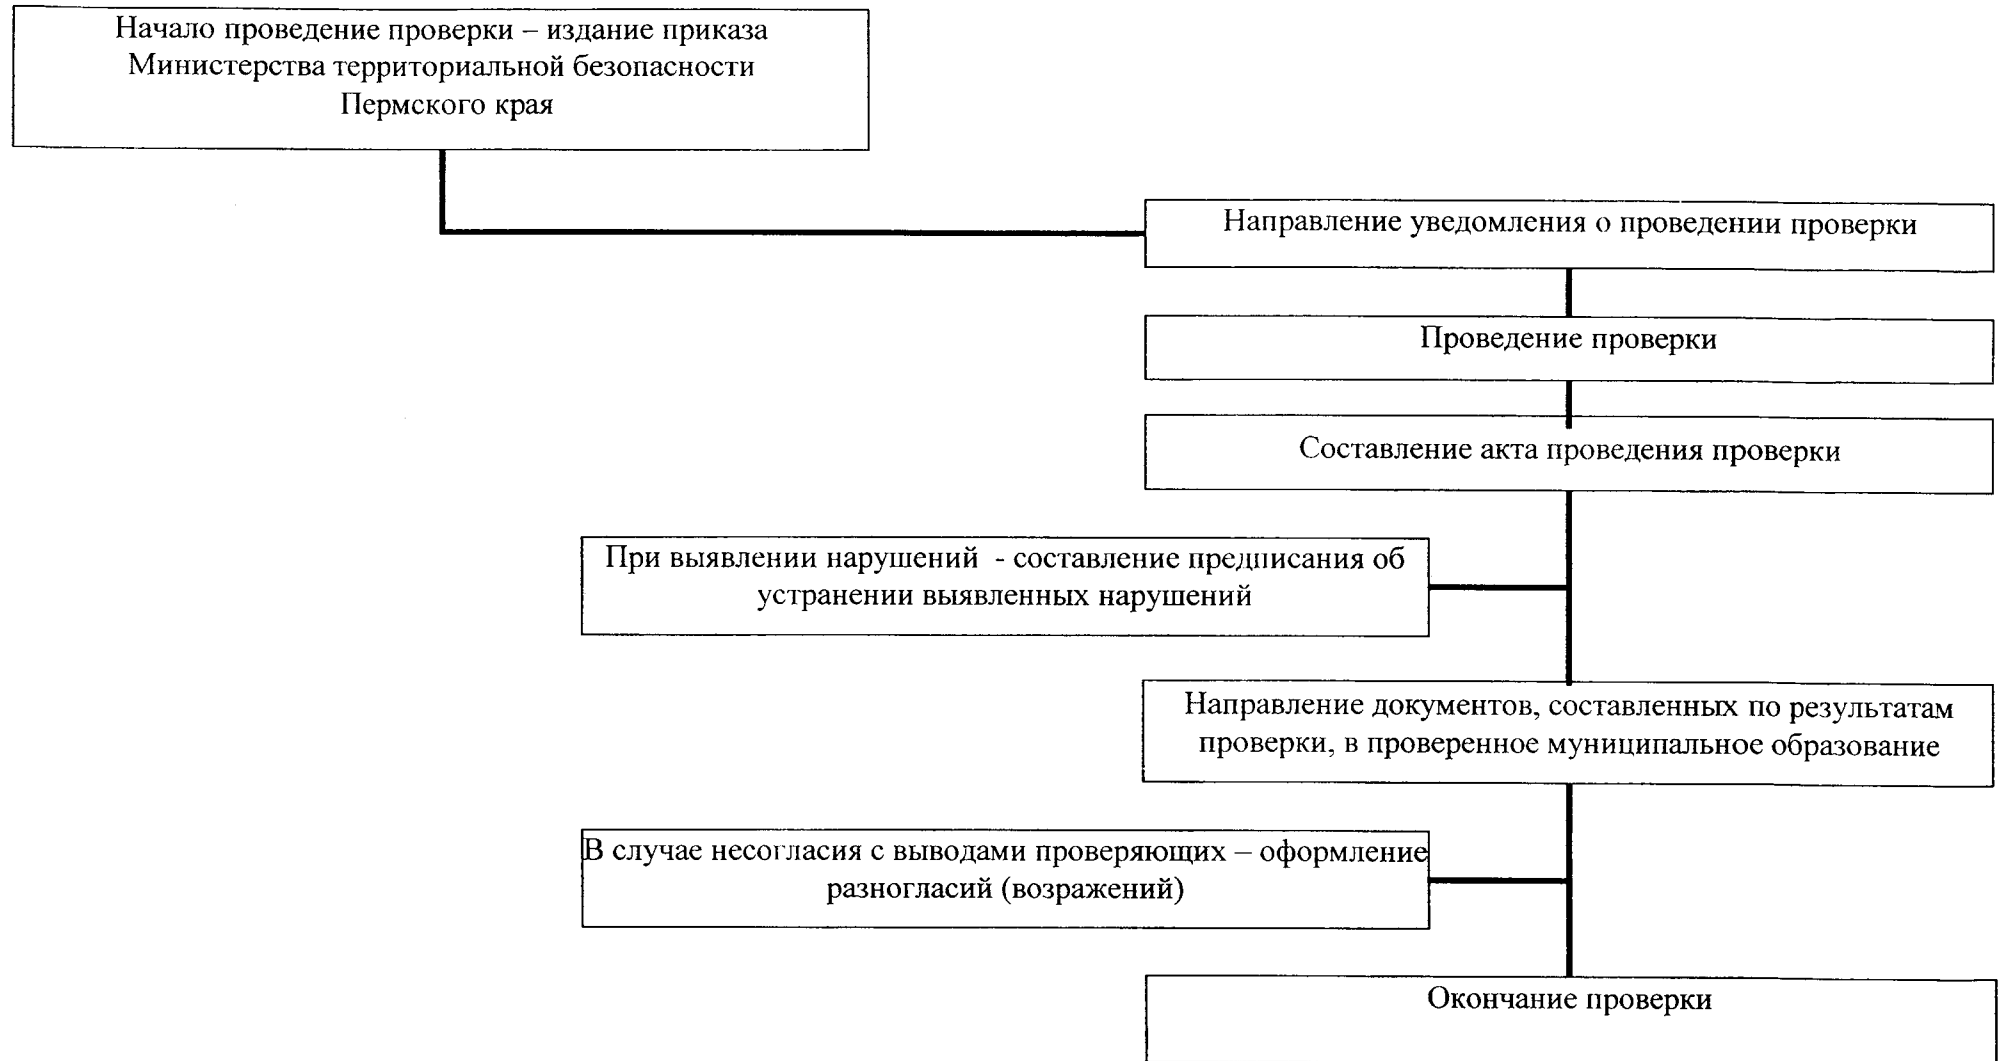 Начало проведение проверки – издание приказа
Министерства территориальной безопасности
Пермского края
Направление уведомления о проведении проверки
Проведение проверки
Составление акта проведения проверки
При выявлении нарушений - составление предписания об
устранении выявленных нарушений
Направление документов, составленных по результатам
проверки, в проверенное муниципальное образование
В случае несогласия с выводами проверяющих – оформление
разногласий (возражений)
Окончание проверки